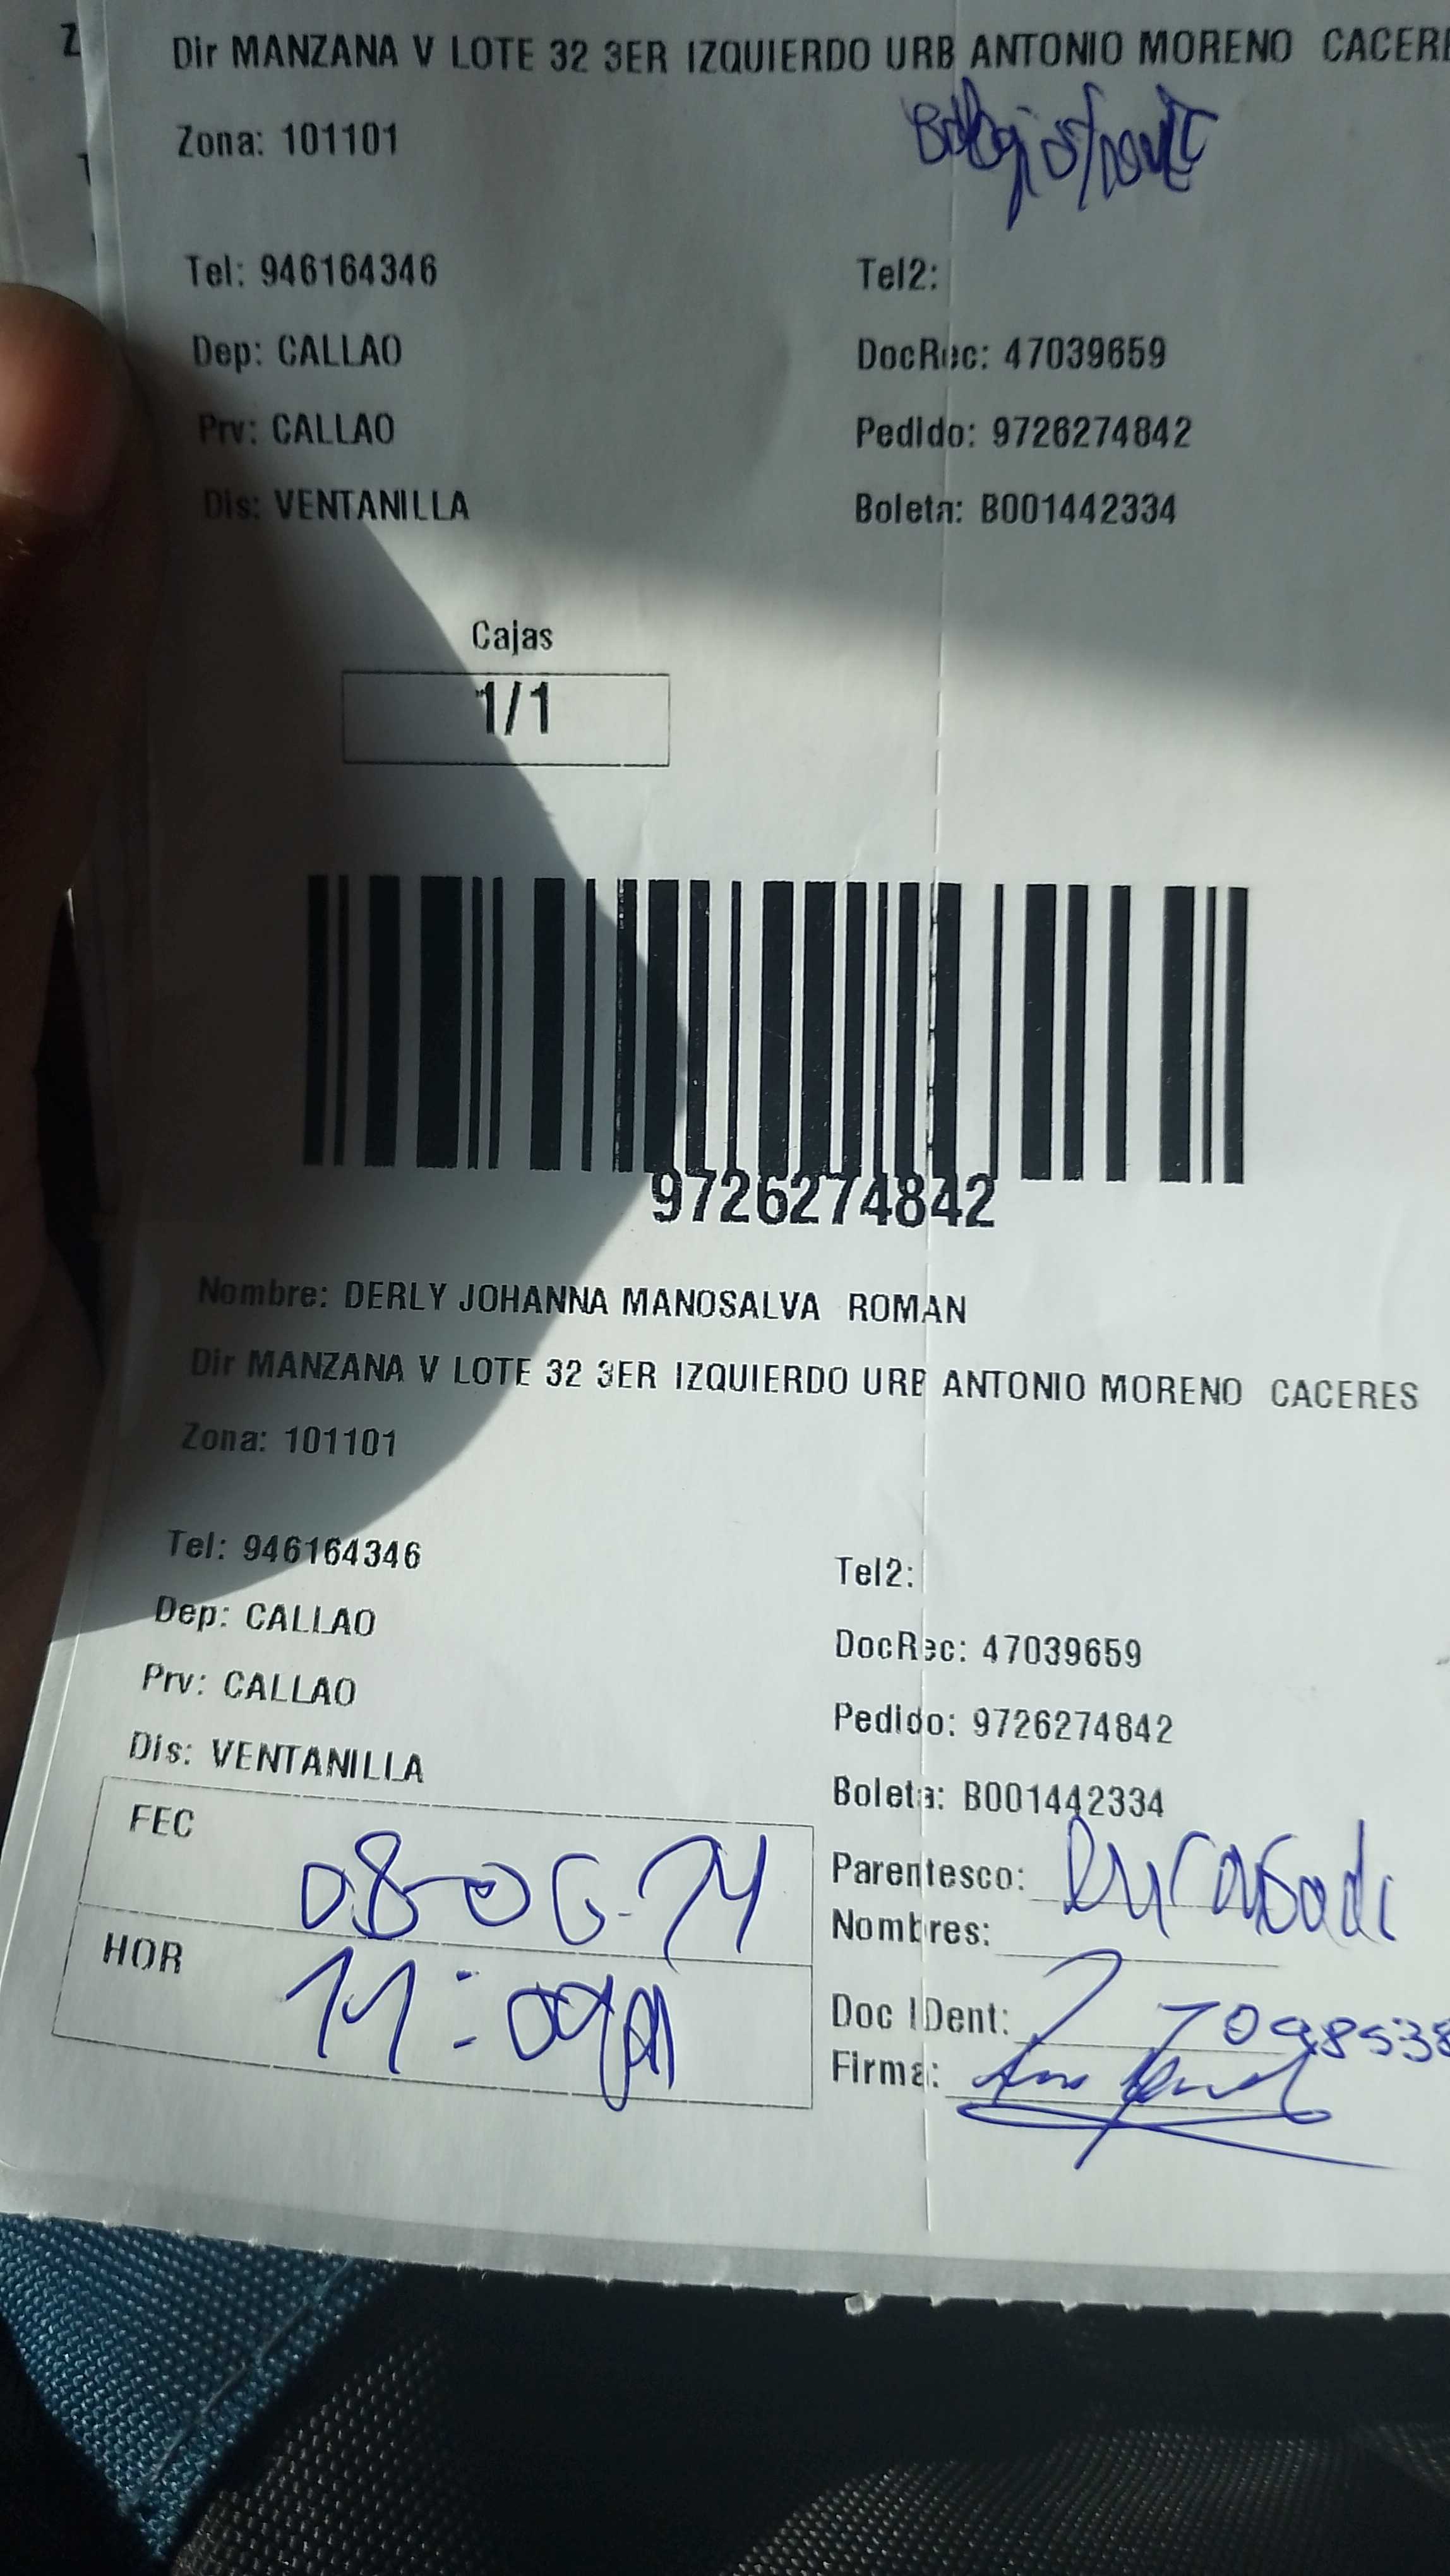 Dir MANZANA V LOTE 32 3ER IZQUIERDO URB ANTONIO MORENO CACERE
Zona: 101101
Tel: 946164346
Tel2:
Dep: CALLAO
DocRec: 47039659
Prv: CALLAO
Pedido: 9726274842
Dis: VENTANILLA
Boleta: B001442334
Cajas
1/1
9726274842
Nombre: DERLY JOHANNA MANOSALVA ROMAN
Dir MANZANA V LOTE 32 3ER IZQUIERDO URB ANTONIO MORENO CACERES
Zona: 101101
Tel: 946164346
Tel2:
Dep: CALLAO
DocRec: 47039659
Prv: CALLAO
Pedido: 9726274842
Dis: VENTANILLA
Boleta: B001442334
FEC 08-06-24
Parentesco:
Nombres:
HOR
Doc IDent: 7098538
Firma: